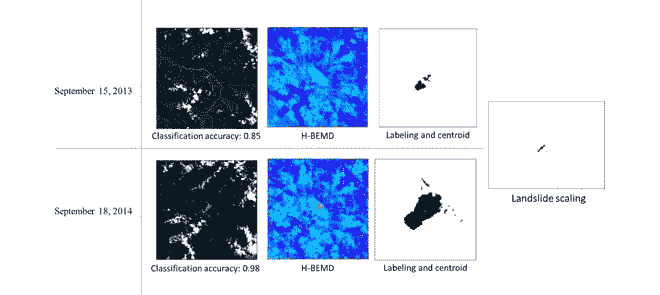 September 15, 2013
Classification accuracy: 0.85
H-BEMD
Labeling and centroid
Landslide scaling
September 18, 2014
Classification accuracy: 0.98
H-BEMD
Labeling and centroid